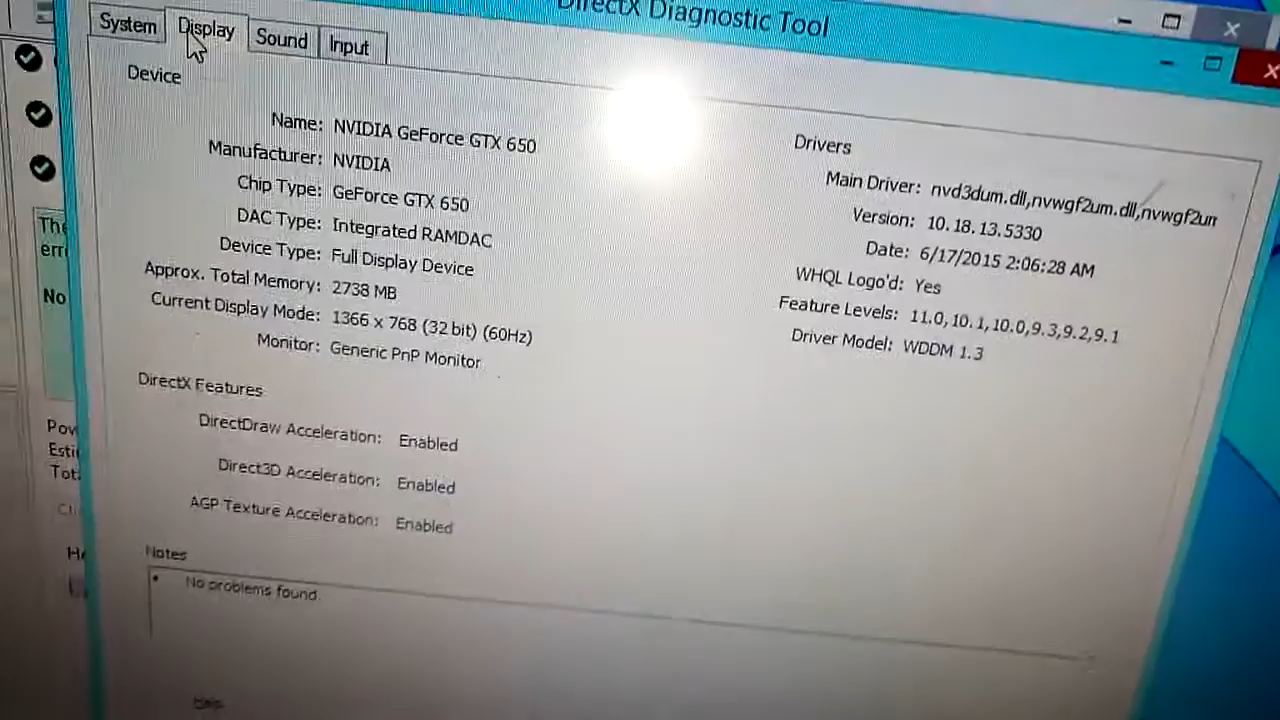 DirectX Diagnostic Tool
System
Display
Sound
Input
Device
Name: NVIDIA GeForce GTX 650
Manufacturer: NVIDIA
Chip Type: GeForce GTX 650
DAC Type: Integrated RAMDAC
Device Type: Full Display Device
Approx. Total Memory: 2738 MB
Current Display Mode: 1366 x 768 (32 bit) (60Hz)
Monitor: Generic PnP Monitor
Drivers
Main Driver: nvd3dum.dll,nvwgf2um.dll,nvwgf2um
Version: 10.18.13.5330
Date: 6/17/2015 2:06:28 AM
WHQL Logo'd: Yes
Feature Levels: 11.0,10.1,10.0,9.3,9.2,9.1
Driver Model: WDDM 1.3
DirectX Features
DirectDraw Acceleration: Enabled
Direct3D Acceleration: Enabled
AGP Texture Acceleration: Enabled
Notes
No problems found.
The
No